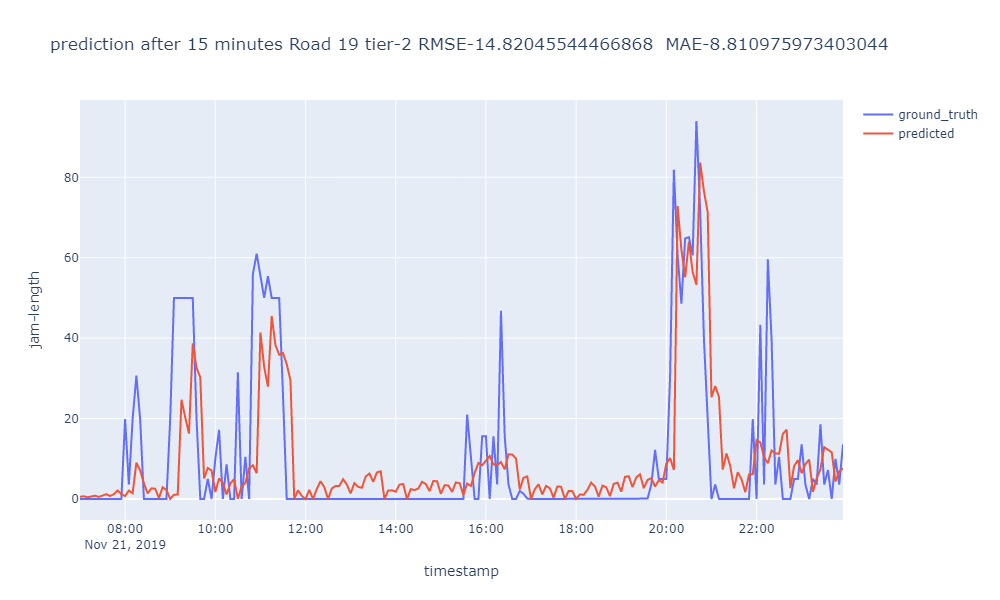 prediction after 15 minutes Road 19 tier-2 RMSE-14.82045544466868  MAE-8.810975973403044
ground_truth
predicted
jam-length
80
60
40
20
0
08:00 10:00 12:00 14:00 16:00 18:00 20:00 22:00
Nov 21, 2019
timestamp